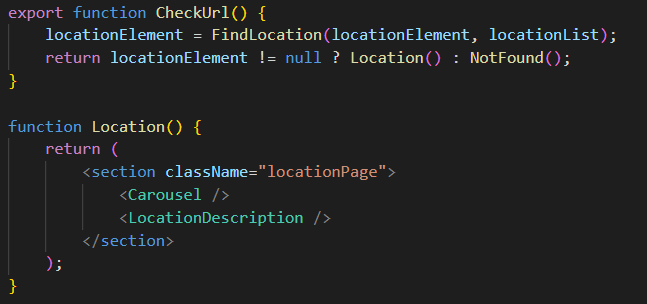 export function CheckUrl() {
    locationElement = FindLocation(locationElement, locationList);
    return locationElement != null ? Location() : NotFound();
}

function Location() {
    return (
        <section className="locationPage">
            <Carousel />
            <LocationDescription />
        </section>
    );
}